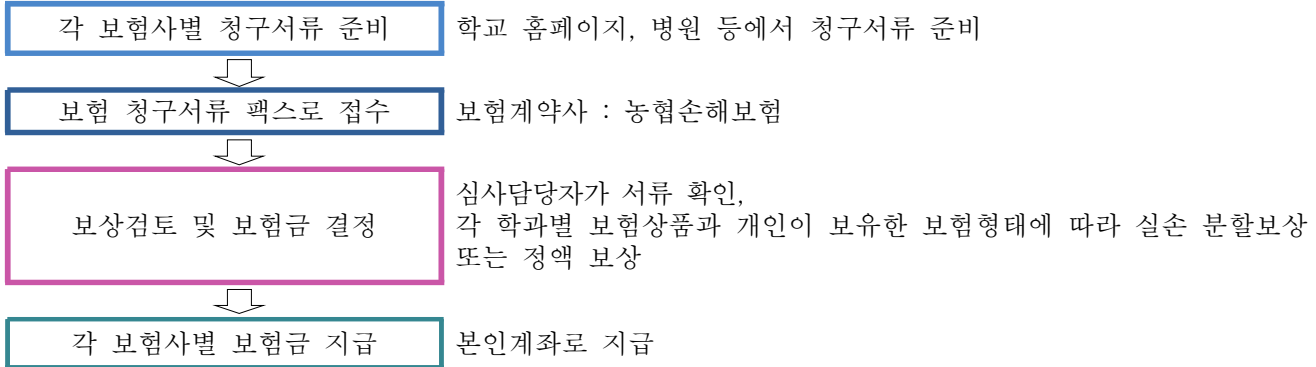 각 보험사별 청구서류 준비
학교 홈페이지, 병원 등에서 청구서류 준비
보험 청구서류 팩스로 접수
보험계약사 : 농협손해보험
보상검토 및 보험금 결정
심사담당자가 서류 확인,
각 학과별 보험상품과 개인이 보유한 보험형태에 따라 실손 분할보상
또는 정액 보상
각 보험사별 보험금 지급
본인계좌로 지급